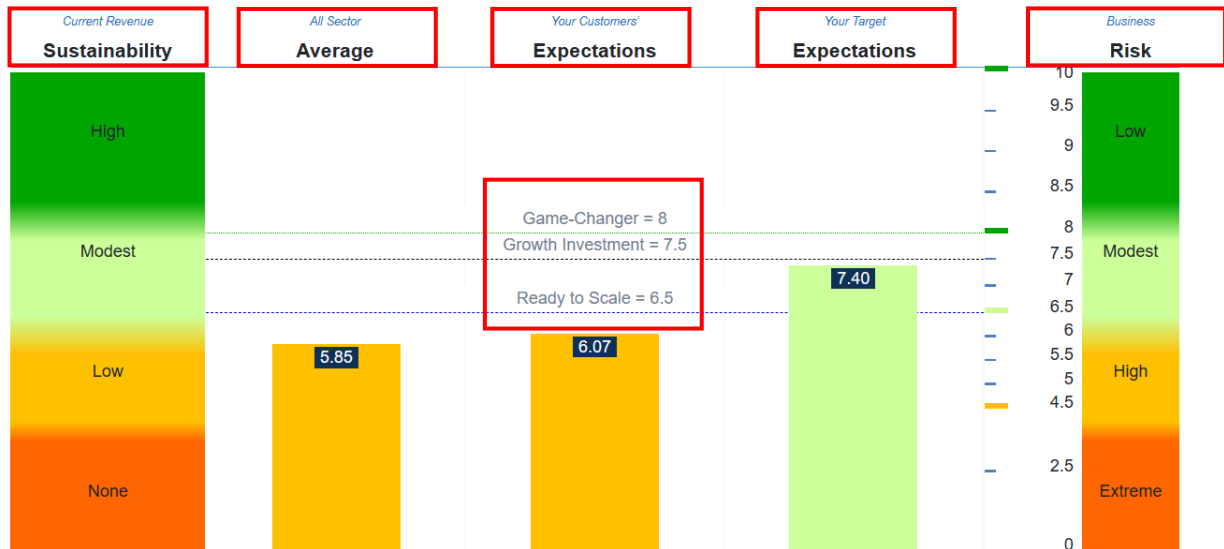 Current Revenue
Sustainability
All Sector
Average
Your Customers'
Expectations
Your Target
Expectations
Business
Risk
High
Modest
Low
None
Game-Changer = 8
Growth Investment = 7.5
Ready to Scale = 6.5
5.85
6.07
7.40
10
9.5
9
8.5
8
7.5
7
6.5
6
5.5
5
4.5
2.5
0
Low
Modest
High
Extreme